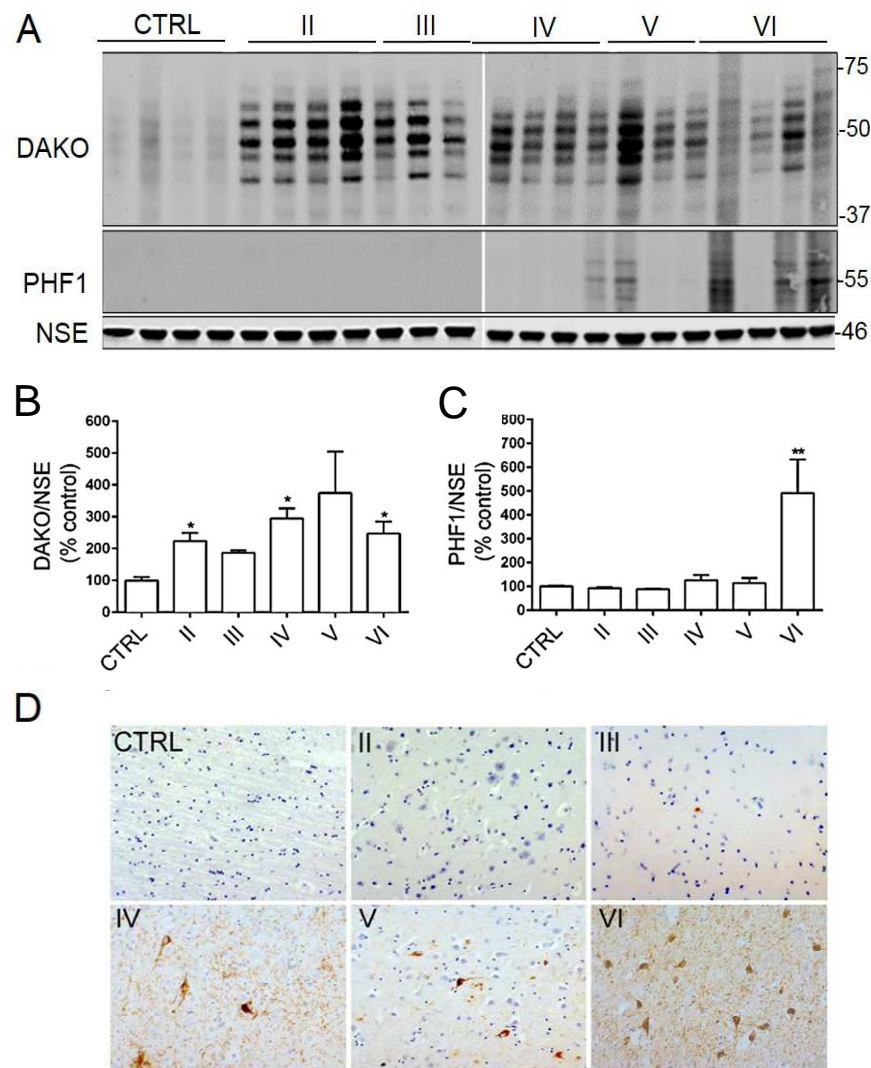 A
CTRL II III IV V VI
DAKO
-75
-50
-37
PHF1
-55
NSE
-46
B
DAKO/NSE
(% control)
600
500
400
300
200
100
0
* * *
CTRL II III IV V VI
C
PHF1/NSE
(% control)
800
700
600
500
400
300
200
100
0
**
CTRL II III IV V VI
D
CTRL II III
IV V VI